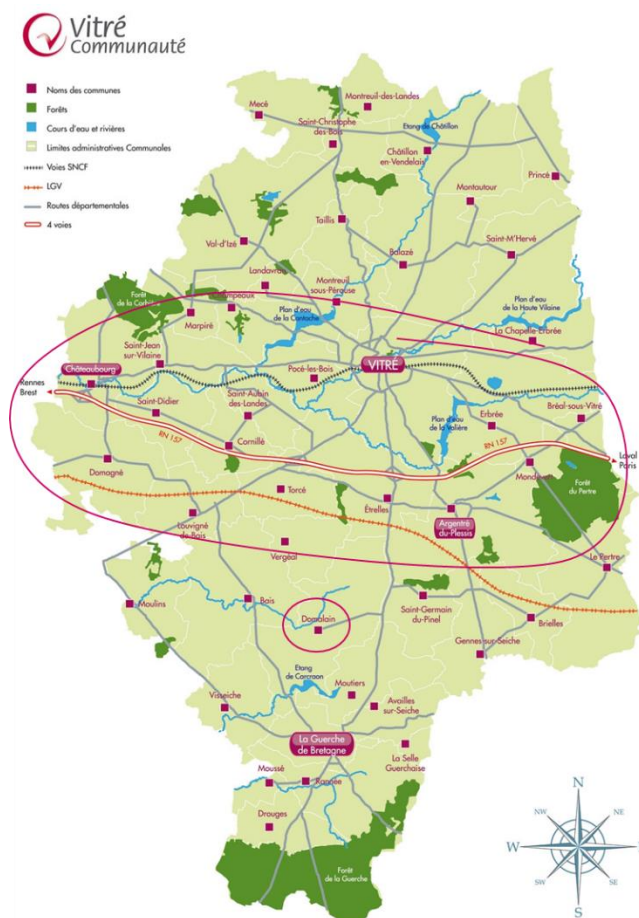 Vitré
Communauté
Noms des communes
Forêts
Cours d'eau et rivières
Limites administratives Communales
Voies SNCF
LGV
Routes départementales
4 voies
Montreuil-des-Landes
Mecé
Saint-Christophe
des-Bois
Etang de Châtillon
Châtillon
en-Vendelais
Princé
Montautour
Taillis
Val-d'Izé
Balazé
Saint-M'Hervé
Landavran
Montreuil
sous-Pérouse
Forêt
de la
Marpiré
Plan d'eau
de la Cantache
Plan d'eau
de la Haute Vilaine
La Chapelle-Erbrée
Saint-Jean
sur-Vilaine
Châteaubourg
Pocé-les-Bois
VITRÉ
Rennes
Brest
Saint-Didier
Saint-Aubin
des-Landes
Plan d'eau
de la Valière
Erbrée
Bréal-sous-Vitré
RN 157
Cornillé
RN 157
Laval
Paris
Domagné
Torcé
Étrelles
Forêt
du Pertre
Argentré
du-Plessis
Louvigné
de-Bais
Vergéal
Le Pertre
Moulins
Bais
Domalain
Saint-Germain
du-Pinel
Brielles
Gennes-sur-Seiche
Etang
de Carcraon
Moutiers
Visseiche
Availles
sur-Seiche
La Guerche
de Bretagne
La Selle
Guerchaise
Moussé
Rannée
Drouges
Forêt
de la Guerche
N
NW
NE
W
SW
SE
S